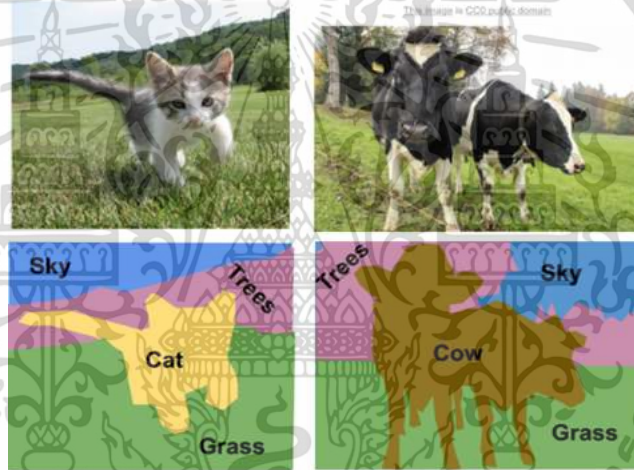 This image is CC0 public domain
Sky
Trees
Cat
Grass
Trees
Sky
Cow
Grass